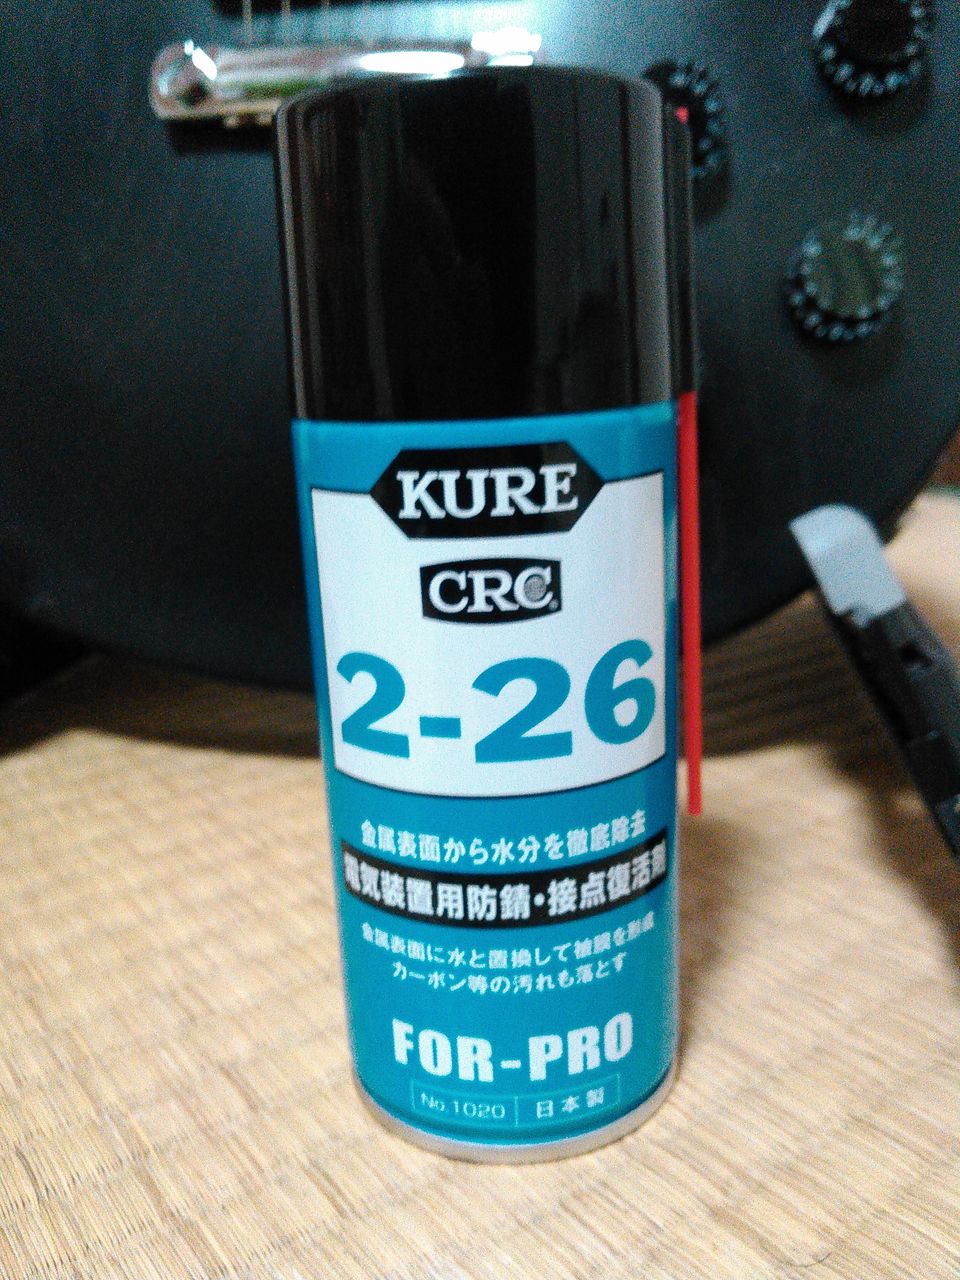 KURE
CRC
2-26
金属表面から水分を徹底除去
電気装置用防錆・接点復活剤
金属表面に水と置換して被膜を形成
カーボン等の汚れも落とす
FOR-PRO
No.1020 日本製